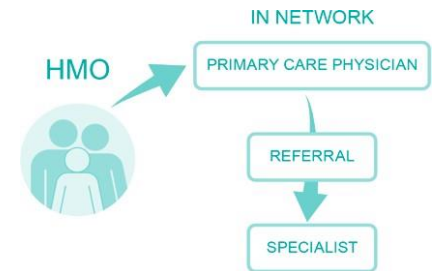 IN NETWORK
HMO
PRIMARY CARE PHYSICIAN
REFERRAL
SPECIALIST